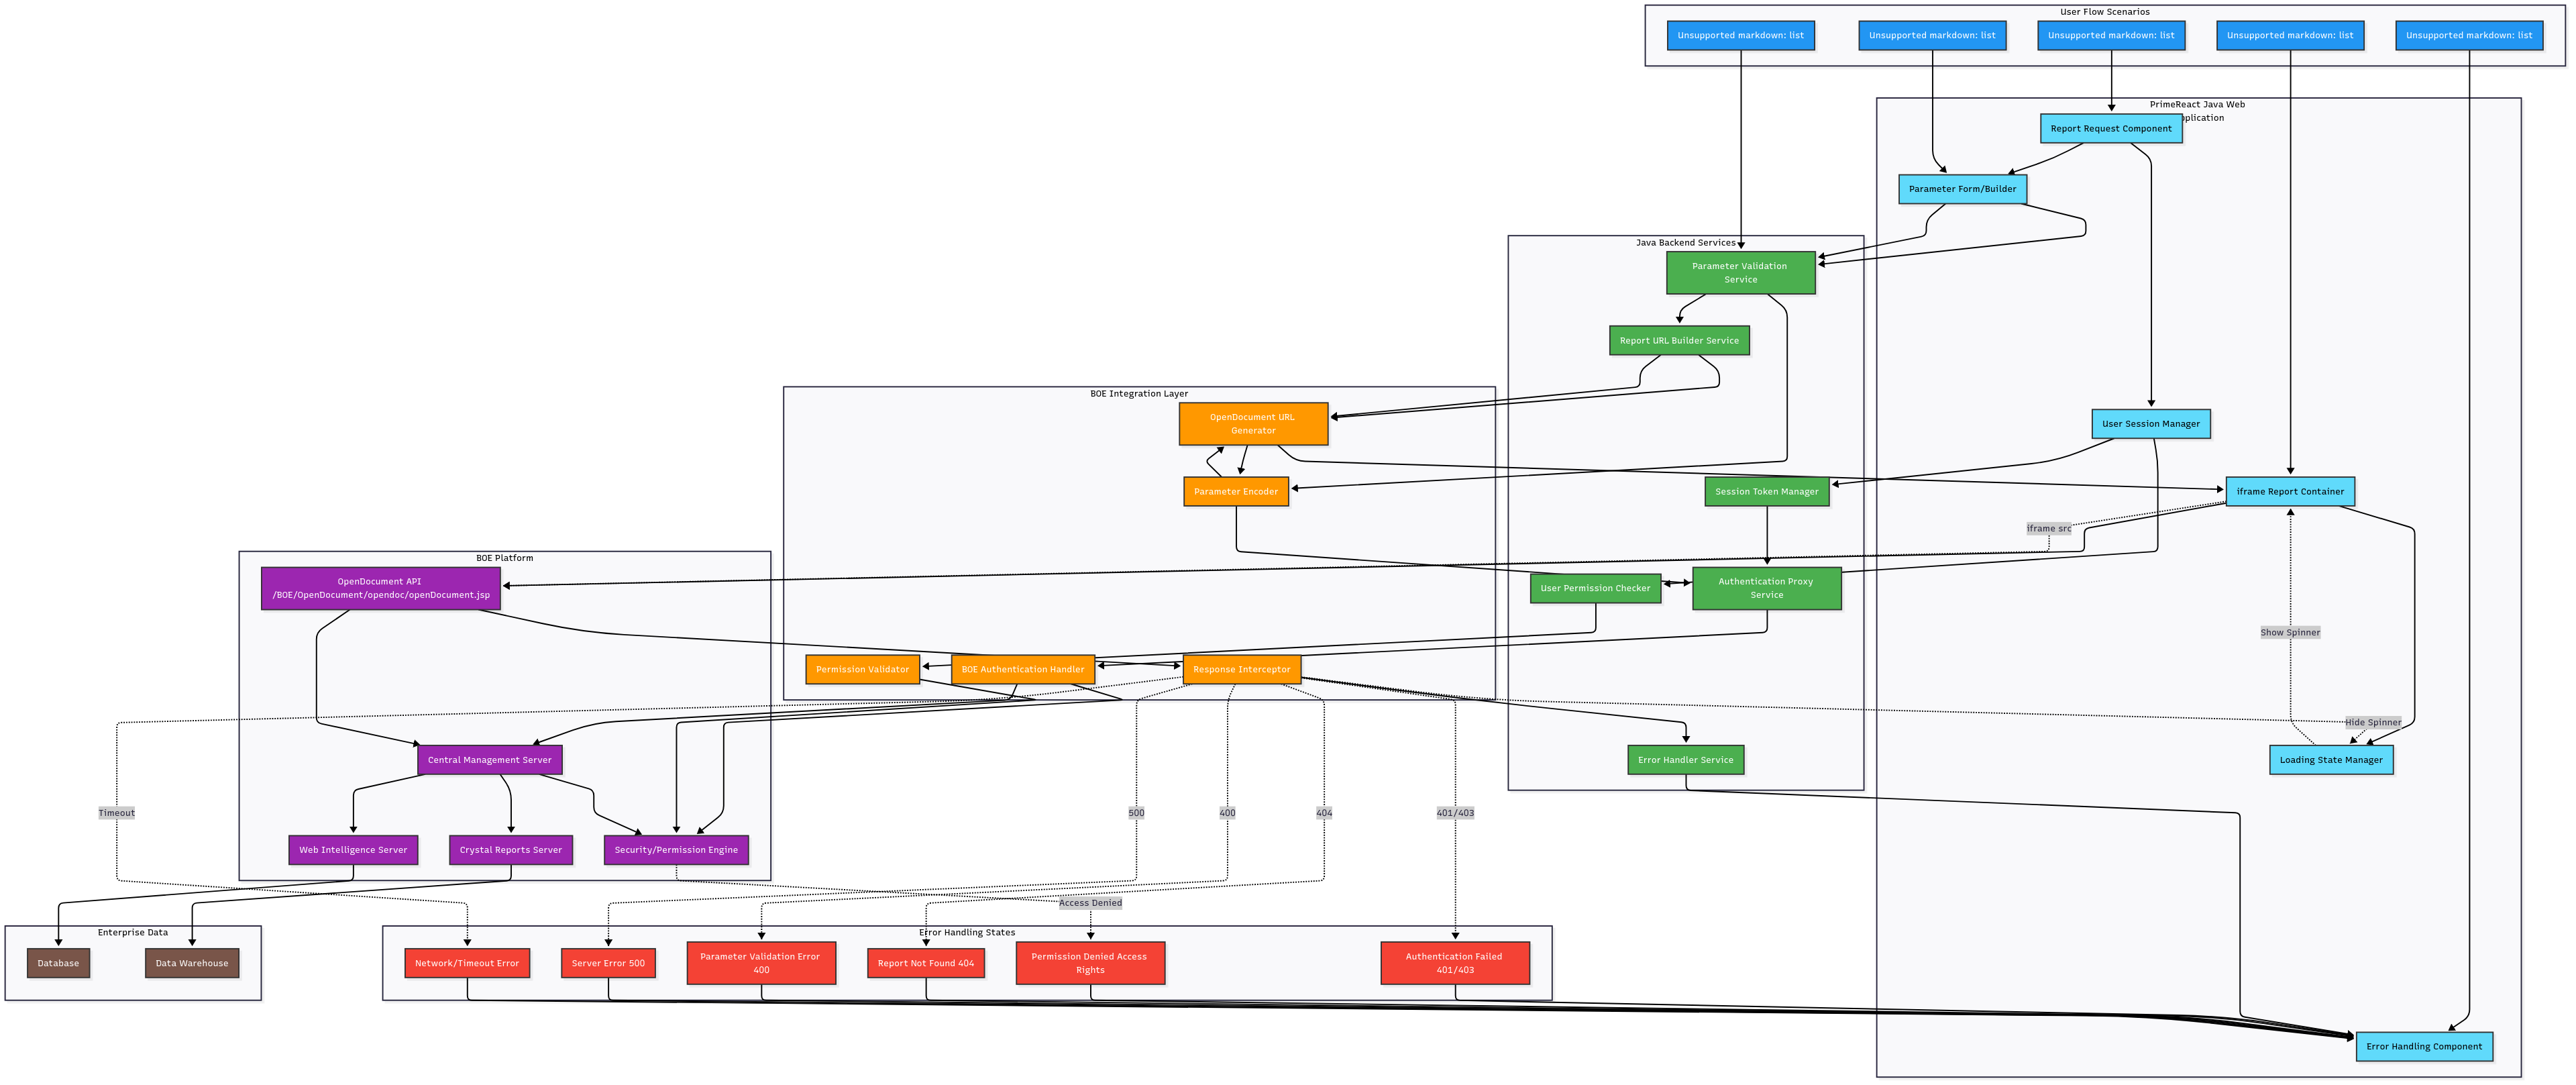 User Flow Scenarios
Unsupported markdown: list
Unsupported markdown: list
Unsupported markdown: list
Unsupported markdown: list
Unsupported markdown: list
PrimeReact Java Web
pplication
Report Request Component
Parameter Form/Builder
Java Backend Services
Parameter Validation
Service
Report URL Builder Service
BOE Integration Layer
OpenDocument URL
Generator
User Session Manager
Parameter Encoder
Session Token Manager
iframe Report Container
iframe src
BOE Platform
OpenDocument API
/BOE/OpenDocument/opendoc/openDocument.jsp
User Permission Checker
Authentication Proxy
Service
Show Spinner
Permission Validator
BOE Authentication Handler
Response Interceptor
Hide Spinner
Central Management Server
Error Handler Service
Loading State Manager
Timeout
500
400
404
401/403
Web Intelligence Server
Crystal Reports Server
Security/Permission Engine
Access Denied
Enterprise Data
Error Handling States
Database
Data Warehouse
Network/Timeout Error
Server Error 500
Parameter Validation Error
400
Report Not Found 404
Permission Denied Access
Rights
Authentication Failed
401/403
Error Handling Component